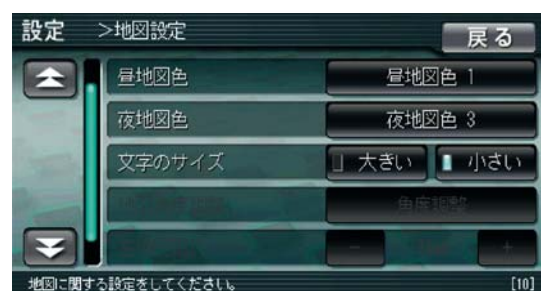 設定 >地図設定
戻る
昼地図色 昼地図色 1
夜地図色 夜地図色 3
文字のサイズ 大きい 小さい
角度調整
- +
地図に関する設定をしてください。 [10]